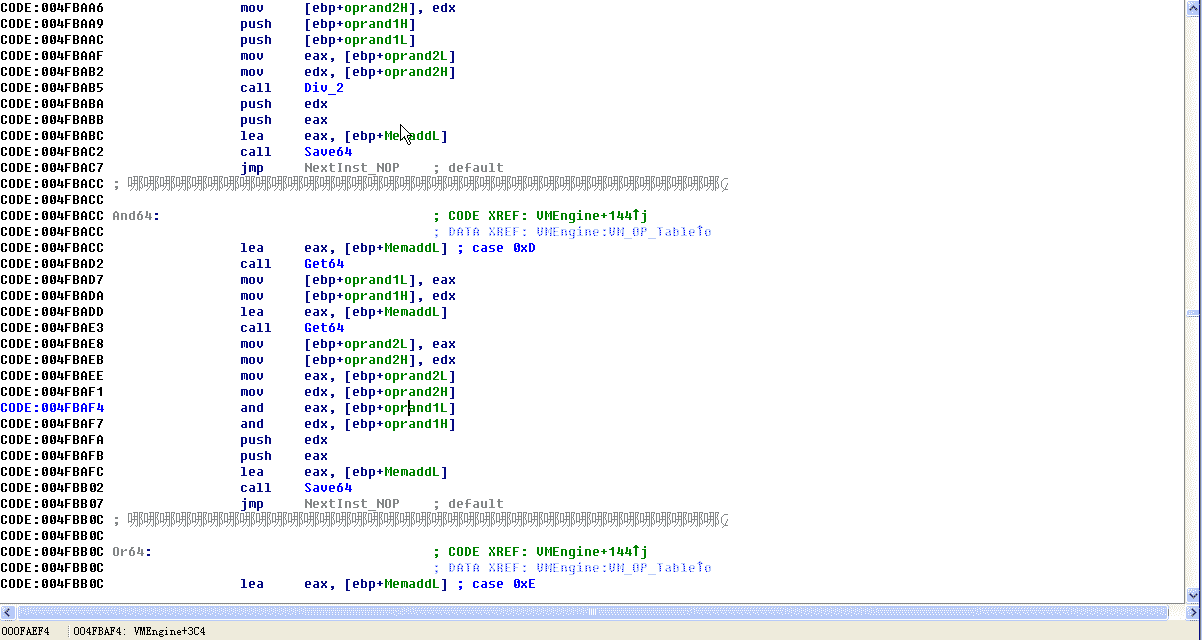 CODE:004FBAA6 mov [ebp+oprand2H], edx
CODE:004FBAA9 push [ebp+oprand1H]
CODE:004FBAAC push [ebp+oprand1L]
CODE:004FBAAF mov eax, [ebp+oprand2L]
CODE:004FBAB2 mov edx, [ebp+oprand2H]
CODE:004FBAB5 call Div_2
CODE:004FBABA push edx
CODE:004FBABB push eax
CODE:004FBABC lea eax, [ebp+MemaddL]
CODE:004FBAC2 call Save64
CODE:004FBAC7 jmp NextInst_NOP ; default
CODE:004FBACC ;
CODE:004FBACC
CODE:004FBACC And64: ; CODE XREF: VMEngine+144↑j
CODE:004FBACC ; DATA XREF: VMEngine:VM_OP_Table↑o
CODE:004FBACC lea eax, [ebp+MemaddL] ; case 0xD
CODE:004FBAD2 call Get64
CODE:004FBAD7 mov [ebp+oprand1L], eax
CODE:004FBADA mov [ebp+oprand1H], edx
CODE:004FBADD lea eax, [ebp+MemaddL]
CODE:004FBAE3 call Get64
CODE:004FBAE8 mov [ebp+oprand2L], eax
CODE:004FBAEB mov [ebp+oprand2H], edx
CODE:004FBAEE mov eax, [ebp+oprand2L]
CODE:004FBAF1 mov edx, [ebp+oprand2H]
CODE:004FBAF4 and eax, [ebp+oprand1L]
CODE:004FBAF7 and edx, [ebp+oprand1H]
CODE:004FBAFA push edx
CODE:004FBAFB push eax
CODE:004FBAFC lea eax, [ebp+MemaddL]
CODE:004FBB02 call Save64
CODE:004FBB07 jmp NextInst_NOP ; default
CODE:004FBB0C ;
CODE:004FBB0C
CODE:004FBB0C Or64: ; CODE XREF: VMEngine+144↑j
CODE:004FBB0C ; DATA XREF: VMEngine:VM_OP_Table↑o
CODE:004FBB0C lea eax, [ebp+MemaddL] ; case 0xE
000FAEF4 004FBAF4: VMEngine+3C4